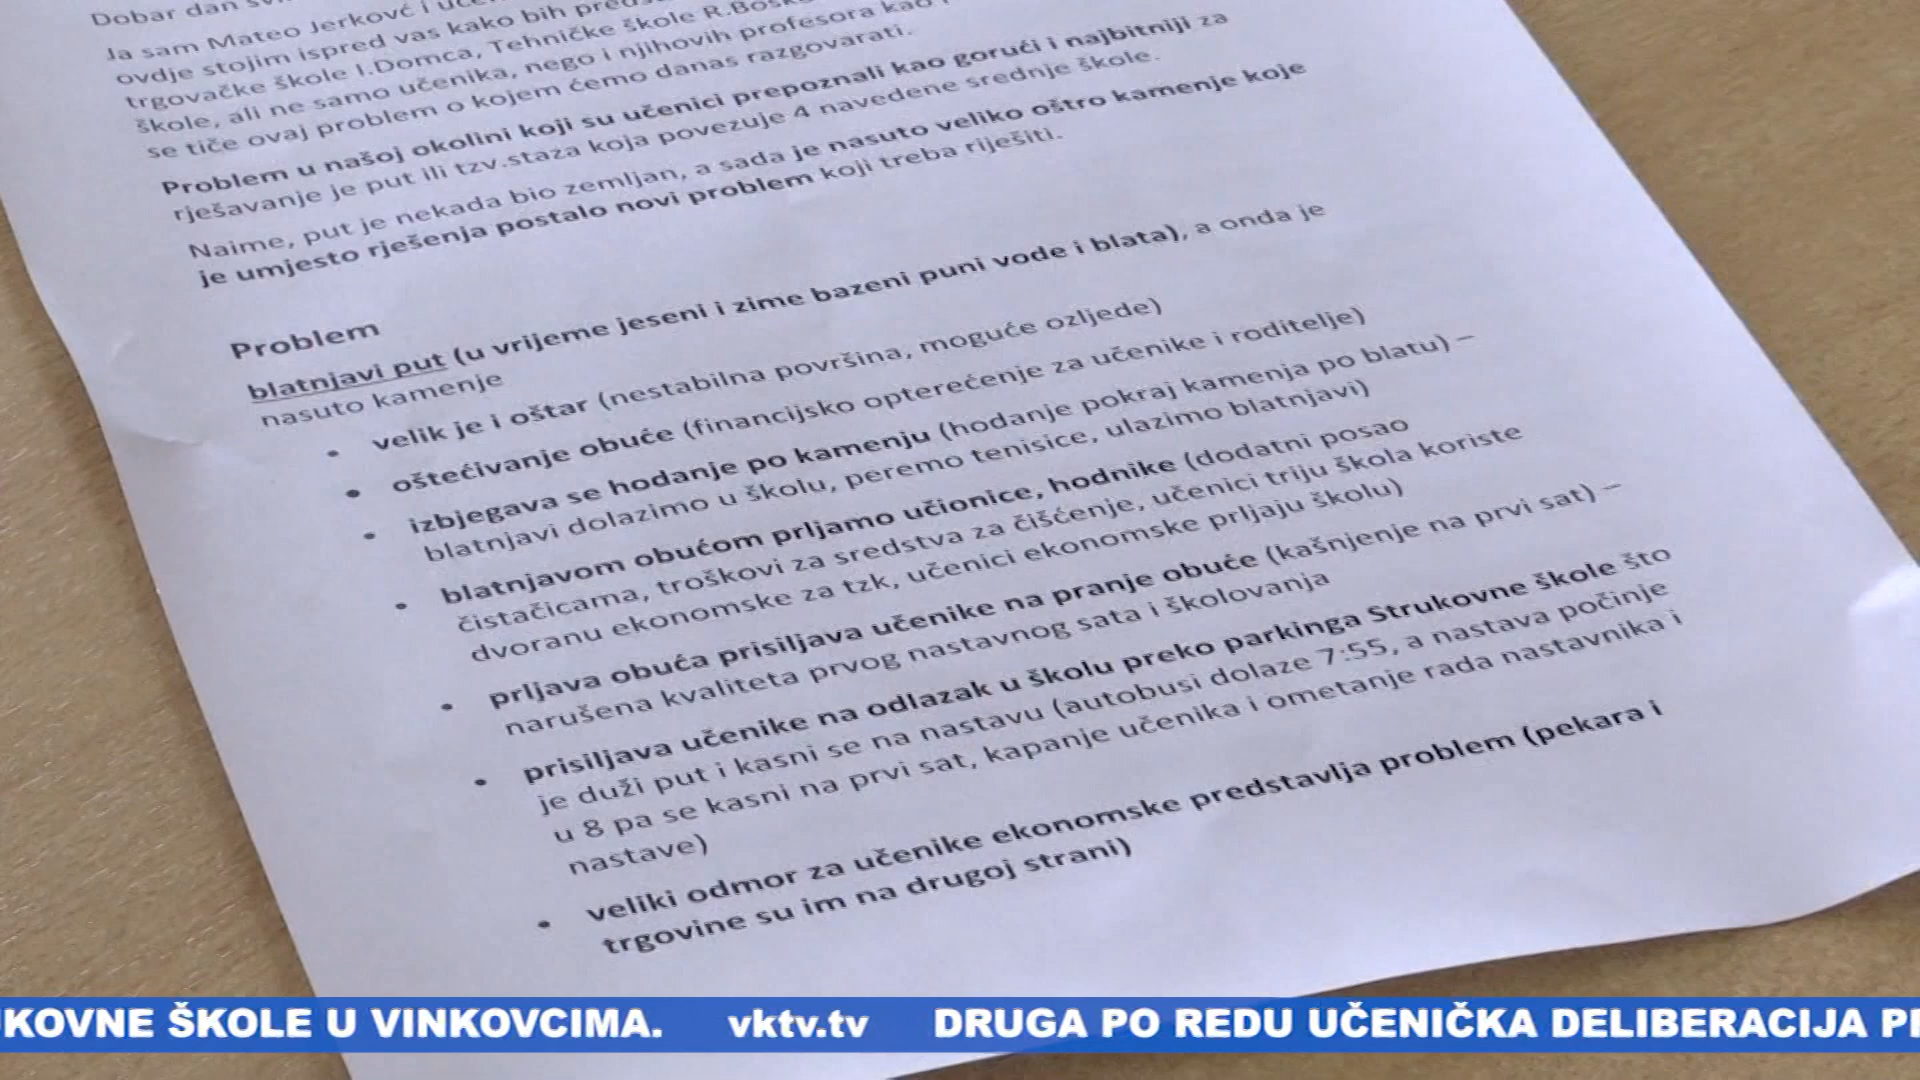 Dobar dan
Ja sam Mateo Jerkovć i
ovdje stojim ispred vas kako bih
trgovačke škole I.Domca, Tehničke škole
škole, ali ne samo učenika, nego i njihovih profesora kao
se tiče ovaj problem o kojem ćemo danas razgovarati.
Problem u našoj okolini koji su učenici prepoznali kao gorući i najbitniji za
rješavanje je put ili tzv.staza koja povezuje 4 navedene srednje škole.
Naime, put je nekada bio zemljan, a sada je nasuto veliko oštro kamenje koje
je umjesto rješenja postalo novi problem koji treba riješiti.
Problem
blatnjavi put (u vrijeme jeseni i zime bazeni puni vode i blata), a onda je
nasuto kamenje
• velik je i oštar (nestabilna površina, moguće ozljede)
• oštećivanje obuće (financijsko opterećenje za učenike i roditelje)
• izbjegava se hodanje po kamenju (hodanje pokraj kamenja po blatu) –
blatnjavi dolazimo u školu, peremo tenisice, ulazimo blatnjavi)
• blatnjavom obućom prljamo učionice, hodnike (dodatni posao
čistačicama, troškovi za sredstva za čišćenje, učenici triju škola koriste
dvoranu ekonomske za tzk, učenici ekonomske prljaju školu)
• prljava obuća prisiljava učenike na pranje obuće (kašnjenje na prvi sat) –
narušena kvaliteta prvog nastavnog sata i školovanja
• prisiljava učenike na odlazak u školu preko parkinga Strukovne škole što
je duži put i kasni se na nastavu (autobusi dolaze 7:55, a nastava počinje
u 8 pa se kasni na prvi sat, kapanje učenika i ometanje rada nastavnika i
nastave)
• veliki odmor za učenike ekonomske predstavlja problem (pekara i
trgovine su im na drugoj strani)
UKOVNE ŠKOLE U VINKOVCIMA. vktv.tv DRUGA PO REDU UČENIČKA DELIBERACIJA